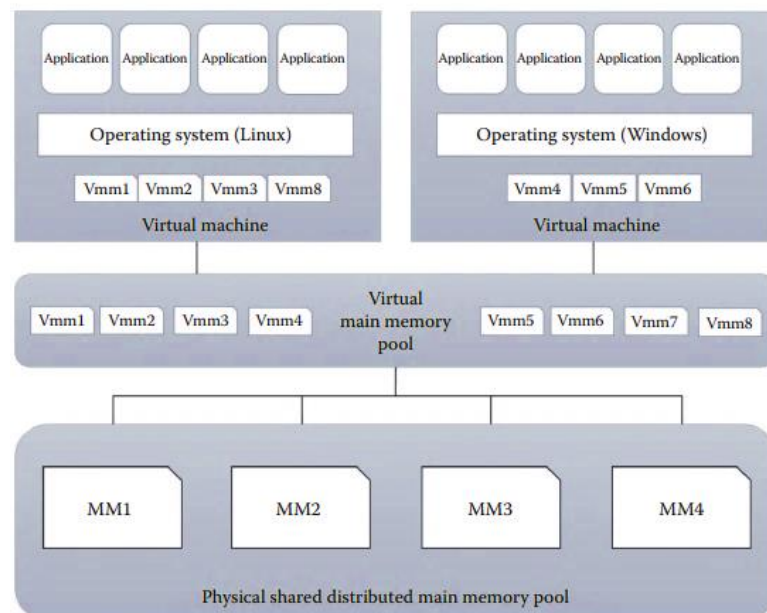 Application Application Application Application
Application Application Application Application
Operating system (Linux)
Operating system (Windows)
Vmm1 Vmm2 Vmm3 Vmm8
Vmm4 Vmm5 Vmm6
Virtual machine
Virtual machine
Vmm1 Vmm2 Vmm3 Vmm4
Virtual
main memory
pool
Vmm5 Vmm6 Vmm7 Vmm8
MM1 MM2 MM3 MM4
Physical shared distributed main memory pool